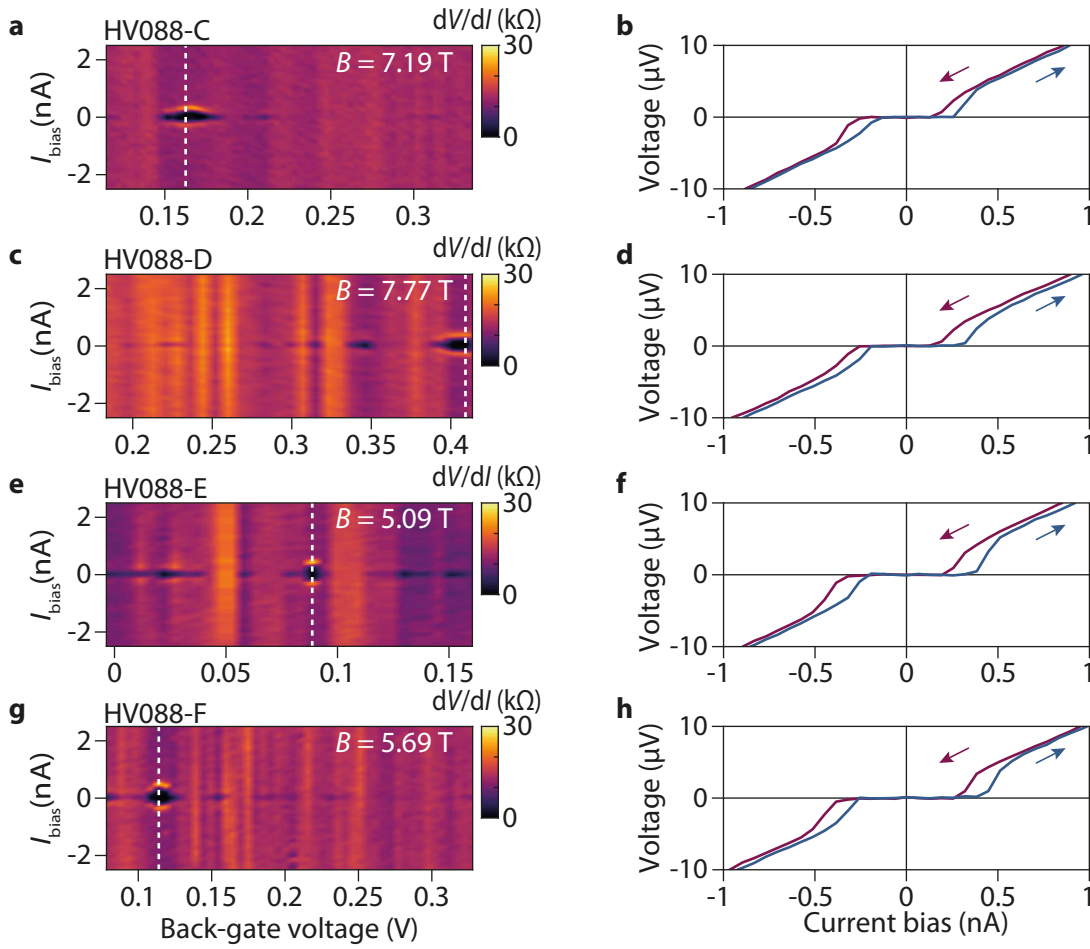 a HV088-C dV/dI (kΩ)
B = 7.19 T
30
0
2
0
-2
I_bias(nA)
0.15 0.2 0.25 0.3
b
10
0
-10
Voltage (µV)
-1 -0.5 0 0.5 1
c HV088-D dV/dI (kΩ)
B = 7.77 T
30
0
2
0
-2
I_bias(nA)
0.2 0.25 0.3 0.35 0.4
d
10
0
-10
Voltage (µV)
-1 -0.5 0 0.5 1
e HV088-E dV/dI (kΩ)
B = 5.09 T
30
0
2
0
-2
I_bias(nA)
0 0.05 0.1 0.15
f
10
0
-10
Voltage (µV)
-1 -0.5 0 0.5 1
g HV088-F dV/dI (kΩ)
B = 5.69 T
30
0
2
0
-2
I_bias(nA)
0.1 0.15 0.2 0.25 0.3
Back-gate voltage (V)
h
10
0
-10
Voltage (µV)
-1 -0.5 0 0.5 1
Current bias (nA)